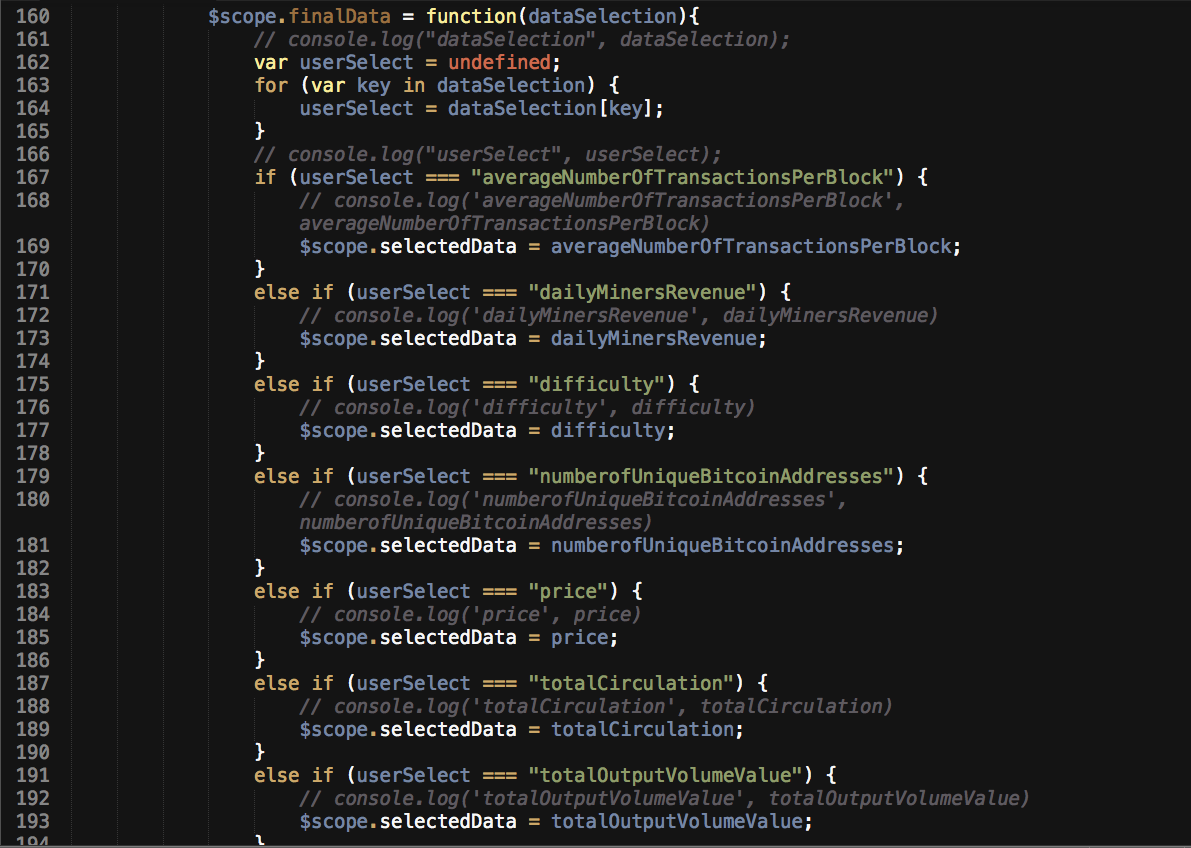 160 $scope.finalData = function(dataSelection){
161 // console.log("dataSelection", dataSelection);
162 var userSelect = undefined;
163 for (var key in dataSelection) {
164 userSelect = dataSelection[key];
165 }
166 // console.log("userSelect", userSelect);
167 if (userSelect === "averageNumberOfTransactionsPerBlock") {
168 // console.log('averageNumberOfTransactionsPerBlock',
averageNumberOfTransactionsPerBlock)
169 $scope.selectedData = averageNumberOfTransactionsPerBlock;
170 }
171 else if (userSelect === "dailyMinersRevenue") {
172 // console.log('dailyMinersRevenue', dailyMinersRevenue)
173 $scope.selectedData = dailyMinersRevenue;
174 }
175 else if (userSelect === "difficulty") {
176 // console.log('difficulty', difficulty)
177 $scope.selectedData = difficulty;
178 }
179 else if (userSelect === "numberofUniqueBitcoinAddresses") {
180 // console.log('numberofUniqueBitcoinAddresses',
numberofUniqueBitcoinAddresses)
181 $scope.selectedData = numberofUniqueBitcoinAddresses;
182 }
183 else if (userSelect === "price") {
184 // console.log('price', price)
185 $scope.selectedData = price;
186 }
187 else if (userSelect === "totalCirculation") {
188 // console.log('totalCirculation', totalCirculation)
189 $scope.selectedData = totalCirculation;
190 }
191 else if (userSelect === "totalOutputVolumeValue") {
192 // console.log('totalOutputVolumeValue', totalOutputVolumeValue)
193 $scope.selectedData = totalOutputVolumeValue;
194 }